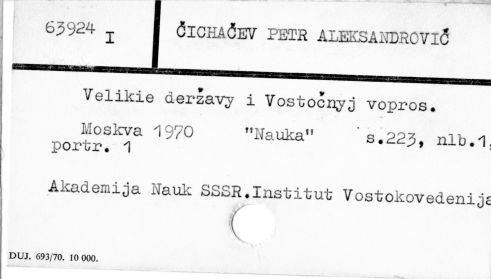 63924 I
ČICHAČEV PETR ALEKSANDROVIČ
Velikie deržavy i Vostočnyj vopros.
Moskva 1970 "Nauka" s.223, nlb.1,
portr. 1
Akademija Nauk SSSR.Institut Vostokovedenija
DUJ. 693/70. 10 000.